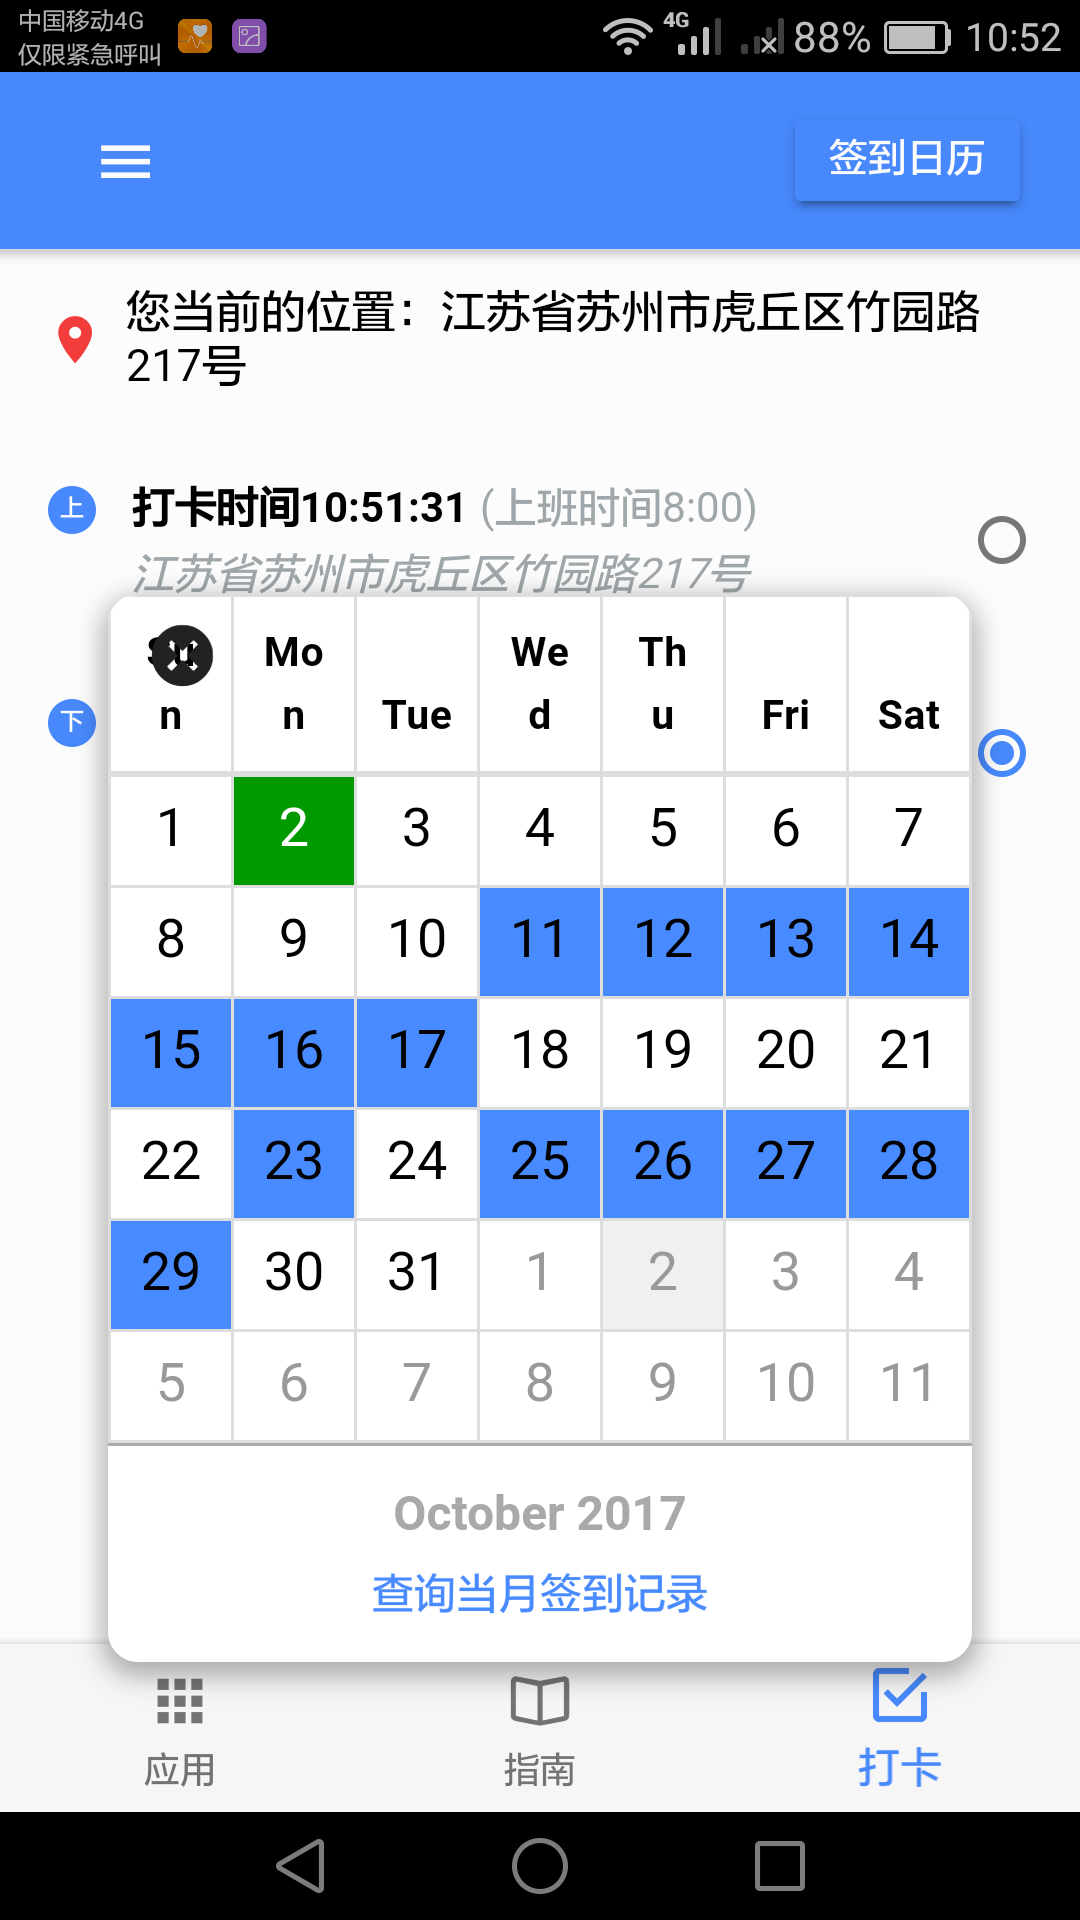 中国移动4G
仅限紧急呼叫
4G 88% 10:52
签到日历
您当前的位置：江苏省苏州市虎丘区竹园路
217号
上 打卡时间10:51:31 (上班时间8:00)
江苏省苏州市虎丘区竹园路217号
下
Sun Mon Tue Wed Thu Fri Sat
1 2 3 4 5 6 7
8 9 10 11 12 13 14
15 16 17 18 19 20 21
22 23 24 25 26 27 28
29 30 31 1 2 3 4
5 6 7 8 9 10 11
October 2017
查询当月签到记录
应用 指南 打卡